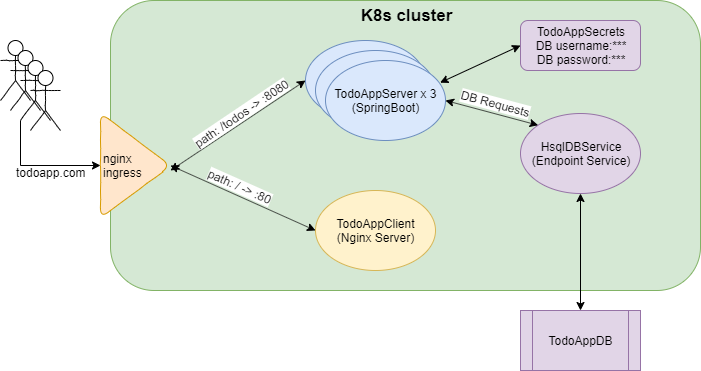 K8s cluster
TodoAppSecrets
DB username:***
DB password:***
TodoAppServer x 3
(SpringBoot)
path: /todos -> :8080
DB Requests
HsqlDBService
(Endpoint Service)
nginx
ingress
todoapp.com
path: / -> :80
TodoAppClient
(Nginx Server)
TodoAppDB